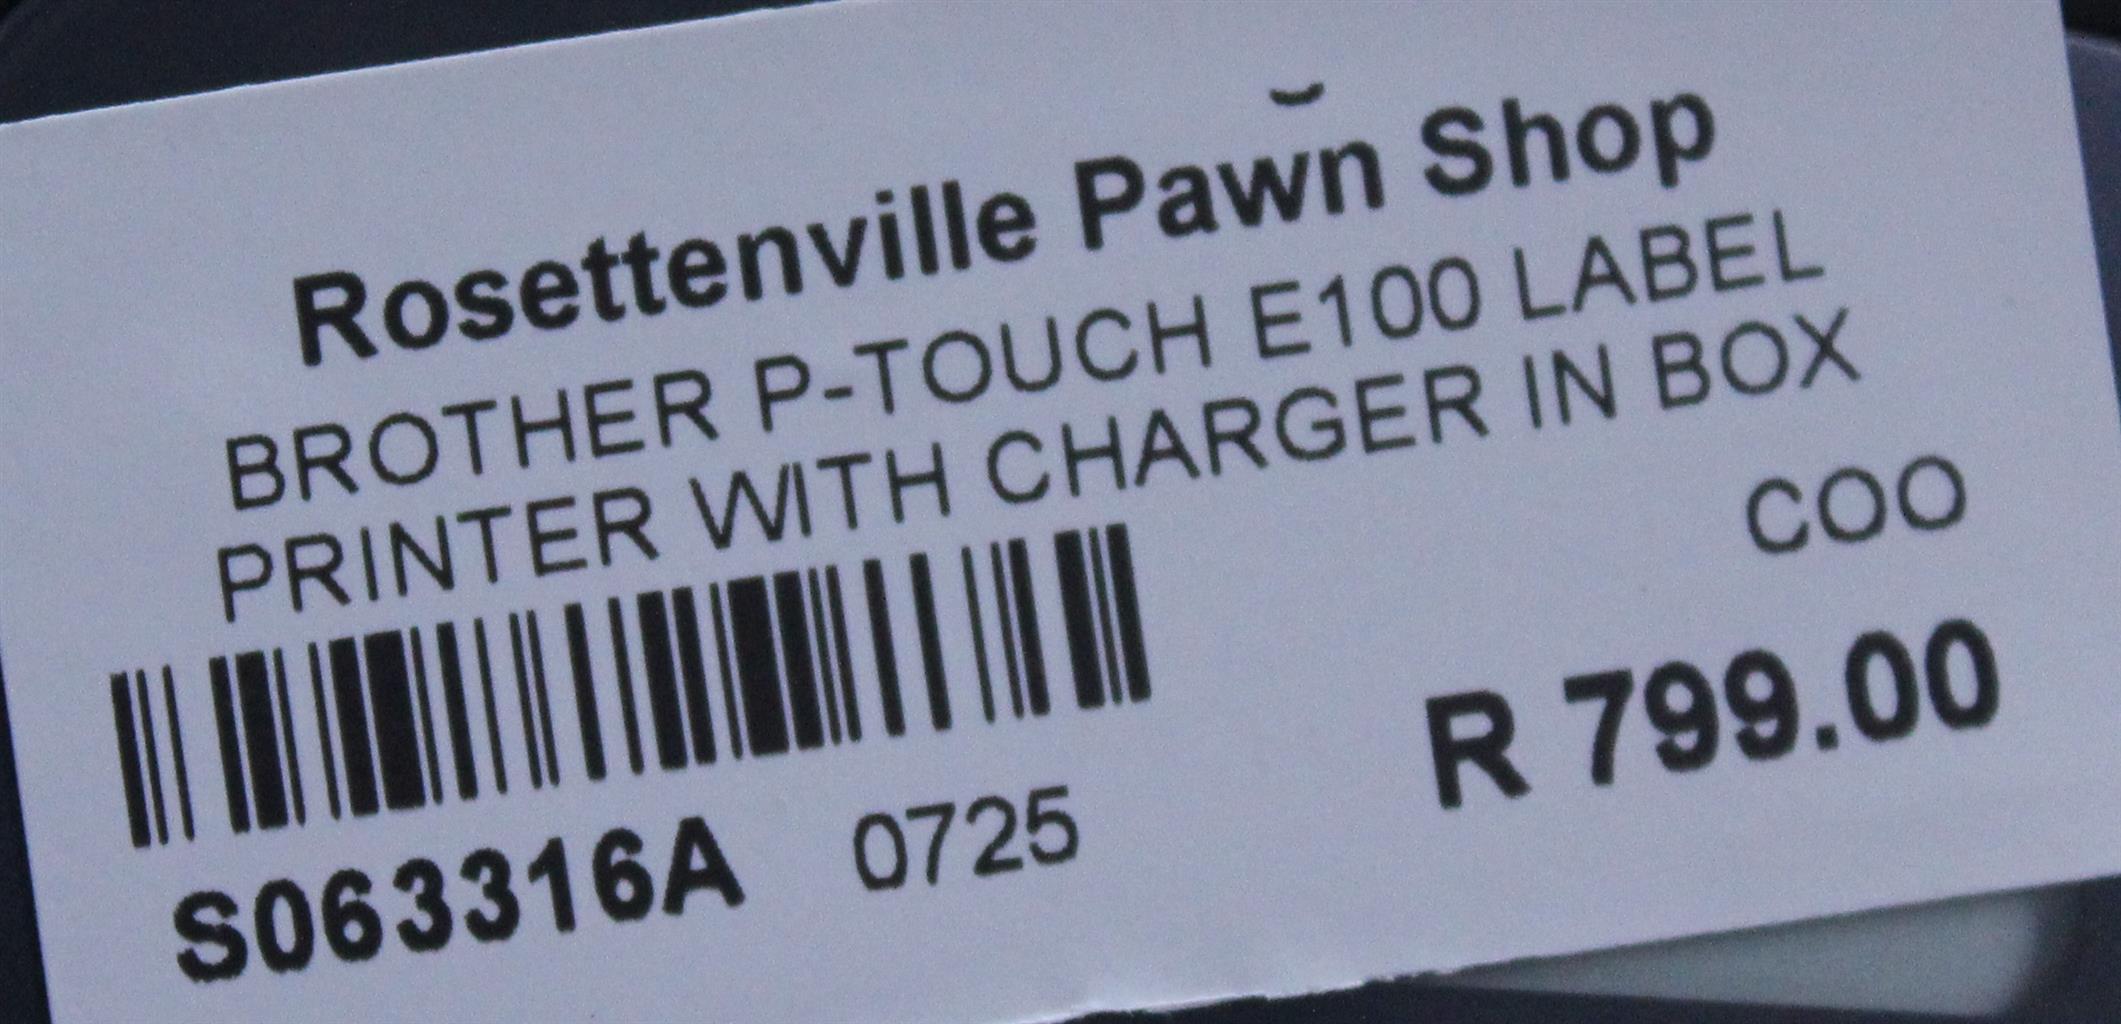 Rosettenville Pawn Shop
BROTHER P-TOUCH E100 LABEL
PRINTER WITH CHARGER IN BOX
COO
R 799.00
S063316A 0725